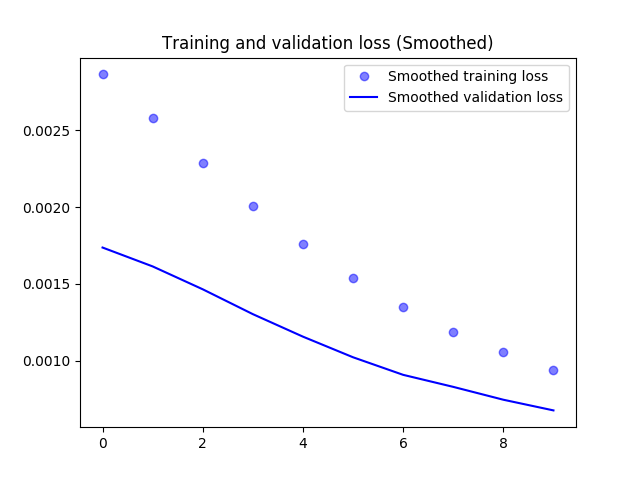 Training and validation loss (Smoothed)
Smoothed training loss
Smoothed validation loss
0.0025
0.0020
0.0015
0.0010
0 2 4 6 8